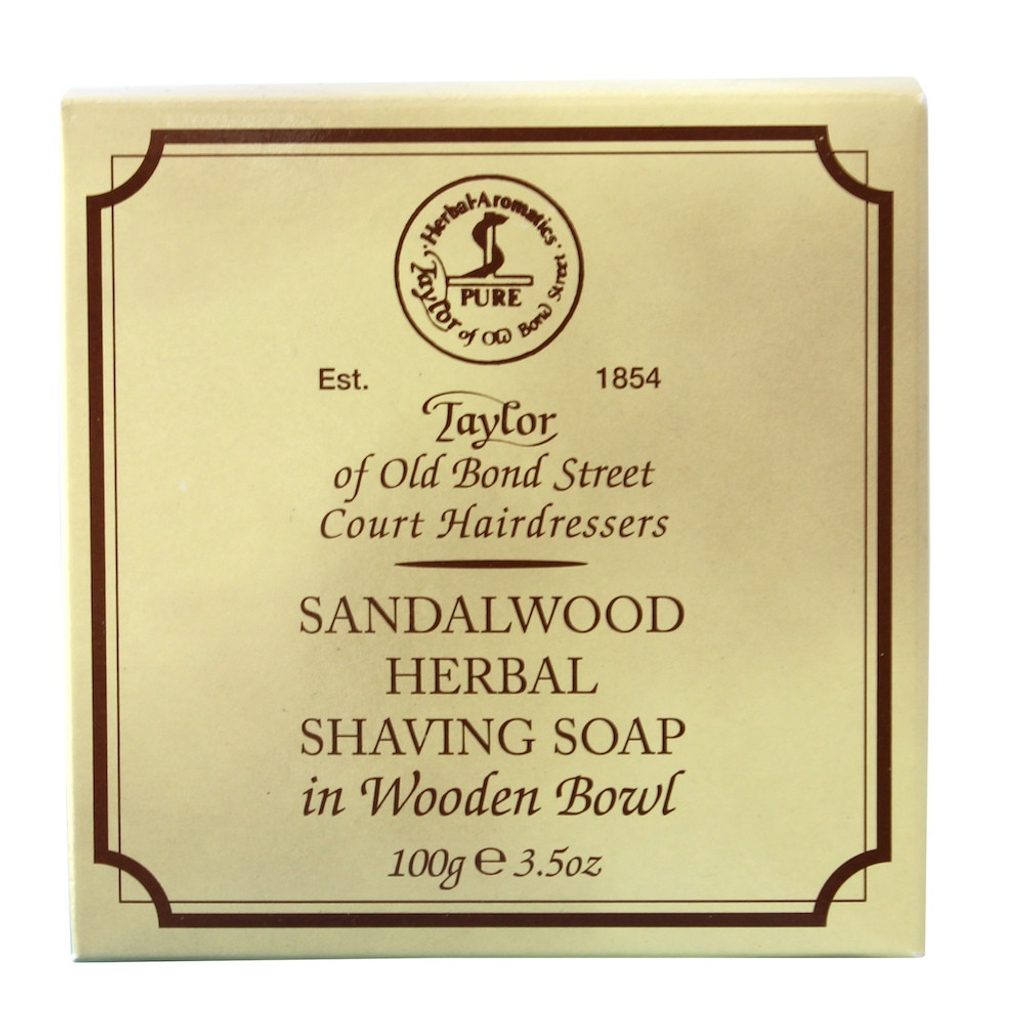 · Herbal-Aromatics ·
Taylor of Old Bond Street
PURE
Est. 1854
Taylor
of Old Bond Street
Court Hairdressers
SANDALWOOD
HERBAL
SHAVING SOAP
in Wooden Bowl
100g ℮ 3.5oz